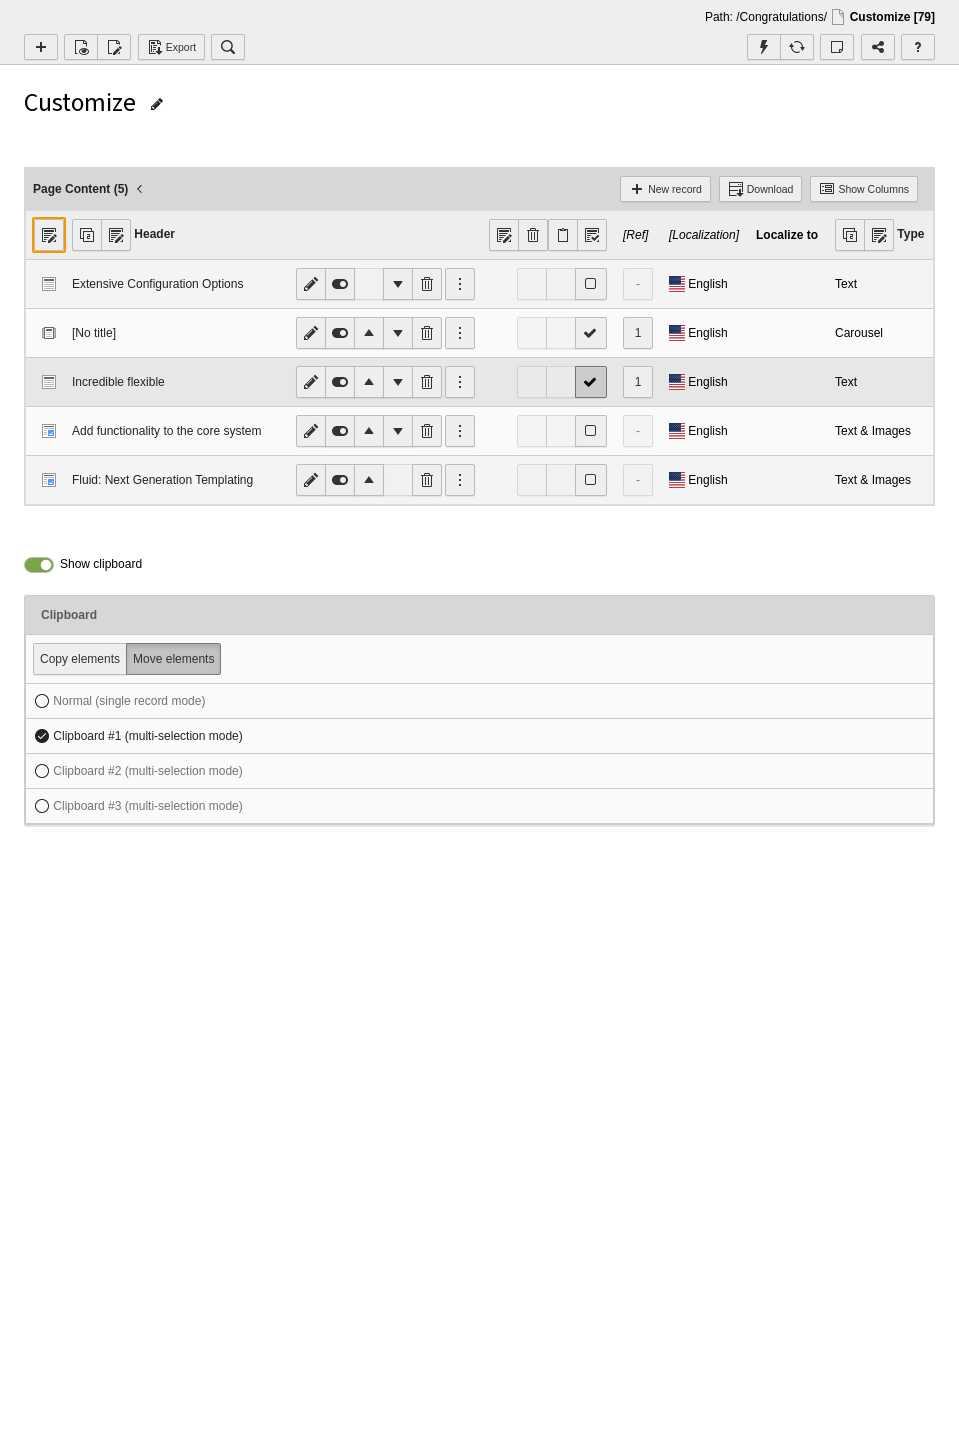 Path: /Congratulations/ Customize [79]
Export
?
Customize
Page Content (5)
New record Download Show Columns
Header [Ref] [Localization] Localize to Type
Extensive Configuration Options - English Text
[No title] 1 English Carousel
Incredible flexible 1 English Text
Add functionality to the core system - English Text & Images
Fluid: Next Generation Templating - English Text & Images
Show clipboard
Clipboard
Copy elements Move elements
Normal (single record mode)
Clipboard #1 (multi-selection mode)
Clipboard #2 (multi-selection mode)
Clipboard #3 (multi-selection mode)